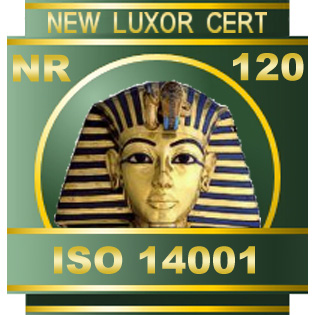 NEW LUXOR CERT
NR 120
ISO 14001